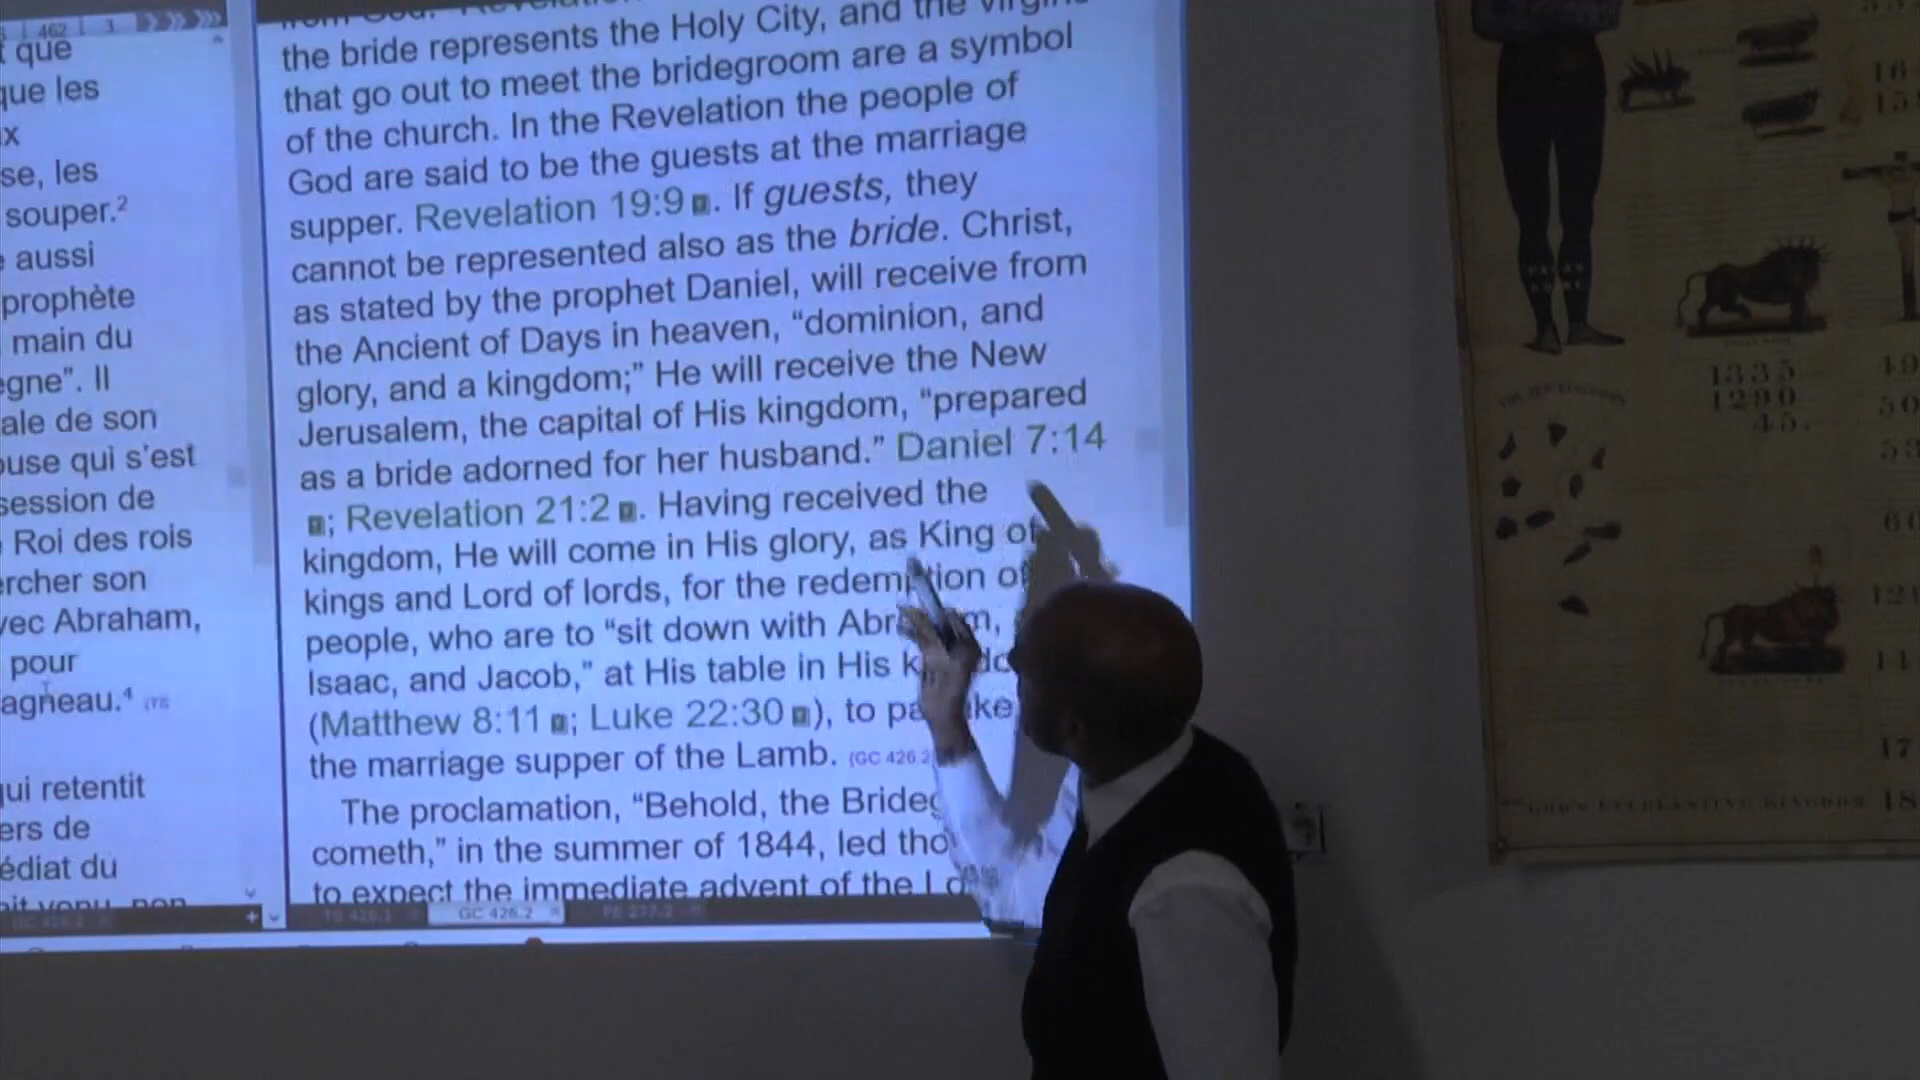 462
3
t que
que les
x
se, les
souper.²
e aussi
prophète
main du
egne". Il
ale de son
ouse qui s'est
session de
Roi des rois
ercher son
vec Abraham,
pour
agneau.⁴
qui retentit
ers de
édiat du
the bride represents the Holy City, and the virgins
that go out to meet the bridegroom are a symbol
of the church. In the Revelation the people of
God are said to be the guests at the marriage
supper. Revelation 19:9. If guests, they
cannot be represented also as the bride. Christ,
as stated by the prophet Daniel, will receive from
the Ancient of Days in heaven, “dominion, and
glory, and a kingdom;” He will receive the New
Jerusalem, the capital of His kingdom, “prepared
as a bride adorned for her husband.” Daniel 7:14
; Revelation 21:2. Having received the
kingdom, He will come in His glory, as King of
kings and Lord of lords, for the redemption of
people, who are to “sit down with Abraham,
Isaac, and Jacob,” at His table in His
(Matthew 8:11; Luke 22:30), to partake
the marriage supper of the Lamb. {GC 426.2
The proclamation, “Behold, the Brideg
cometh,” in the summer of 1844, led tho
to expect the immediate advent of the Lo
GC 426.2
1335
1290
45.